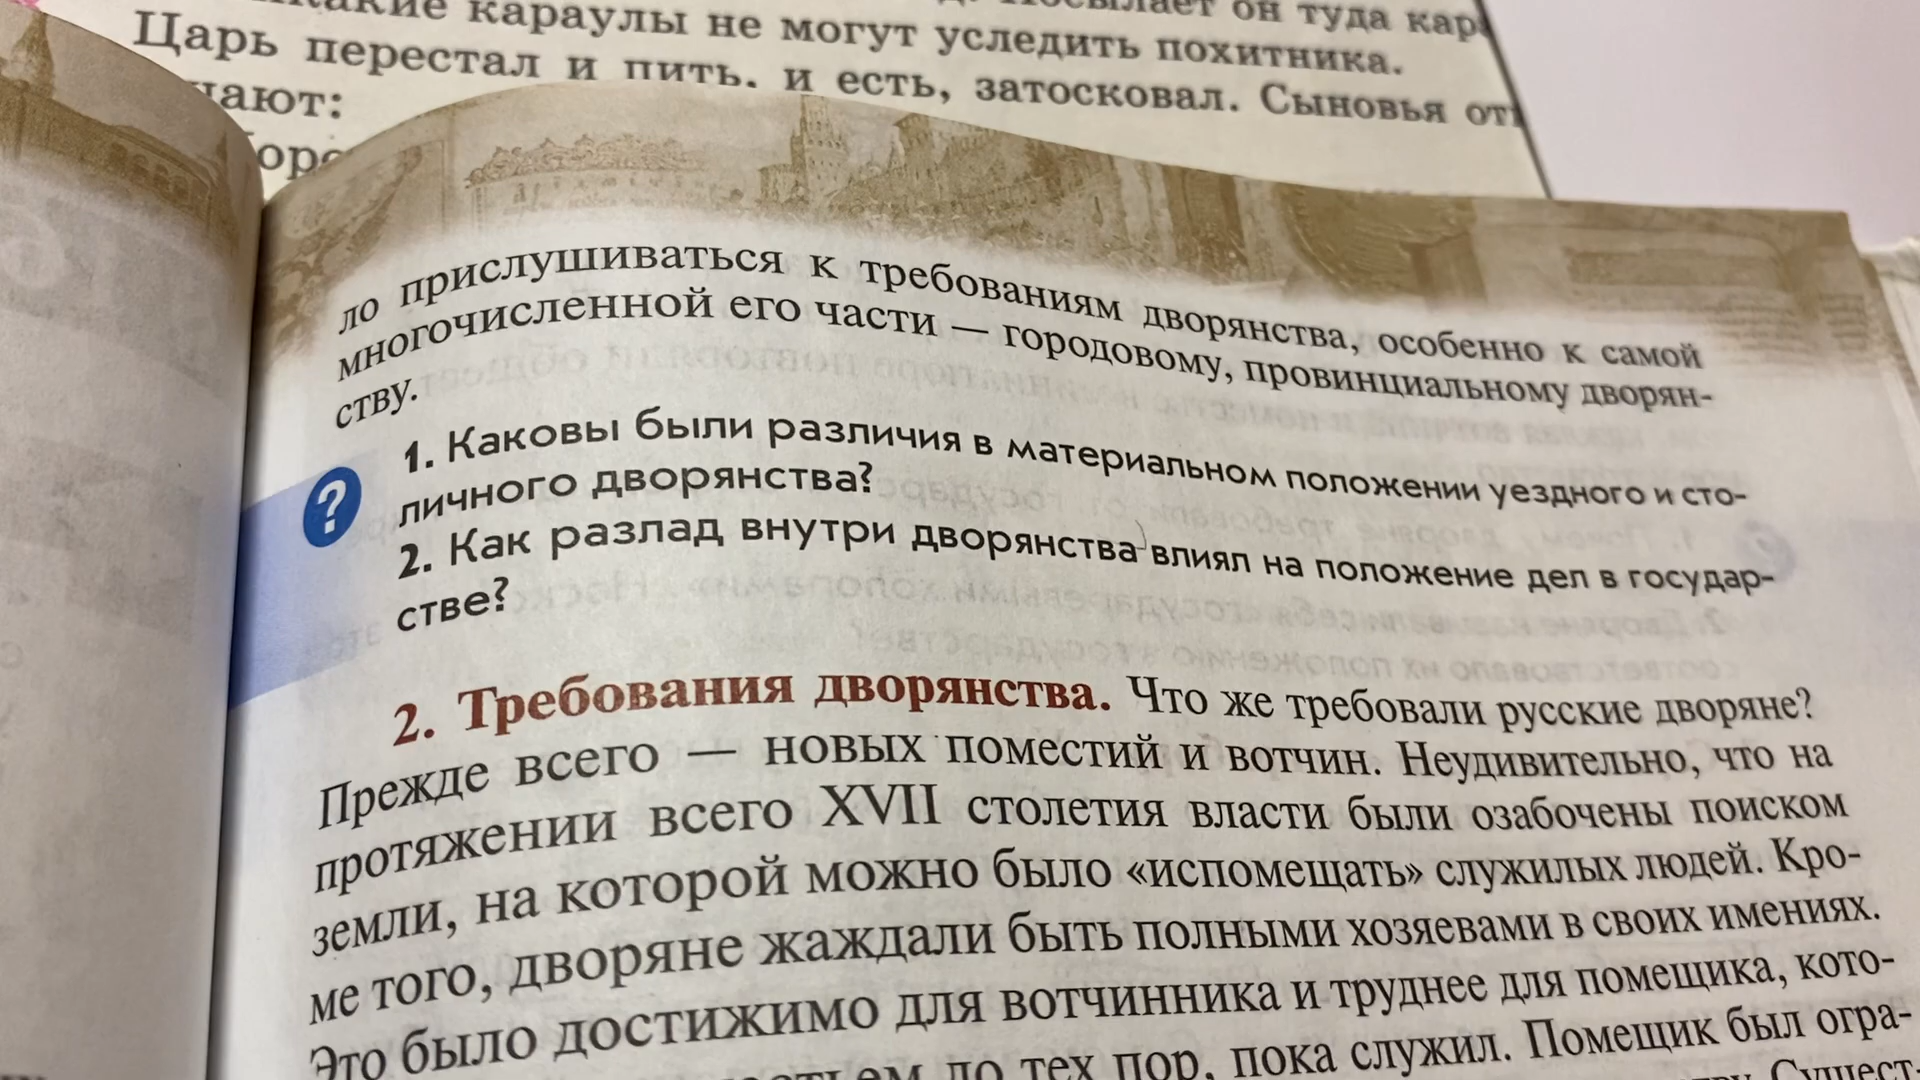 караулы не могут уследить похитника.
он туда
Царь перестал и пить, и есть, затосковал. Сыновья
ло прислушиваться к требованиям дворянства, особенно к самой
многочисленной его части — городовому, провинциальному дворян-
ству.
1. Каковы были различия в материальном положении уездного и сто-
личного дворянства?
2. Как разлад внутри дворянства влиял на положение дел в государ-
стве?
2. Требования дворянства. Что же требовали русские дворяне?
Прежде всего — новых поместий и вотчин. Неудивительно, что на
протяжении всего XVII столетия власти были озабочены поиском
земли, на которой можно было «испомещать» служилых людей. Кро-
ме того, дворяне жаждали быть полными хозяевами в своих имениях.
Это было достижимо для вотчинника и труднее для помещика, кото-
до тех пор, пока служил. Помещик был огра-